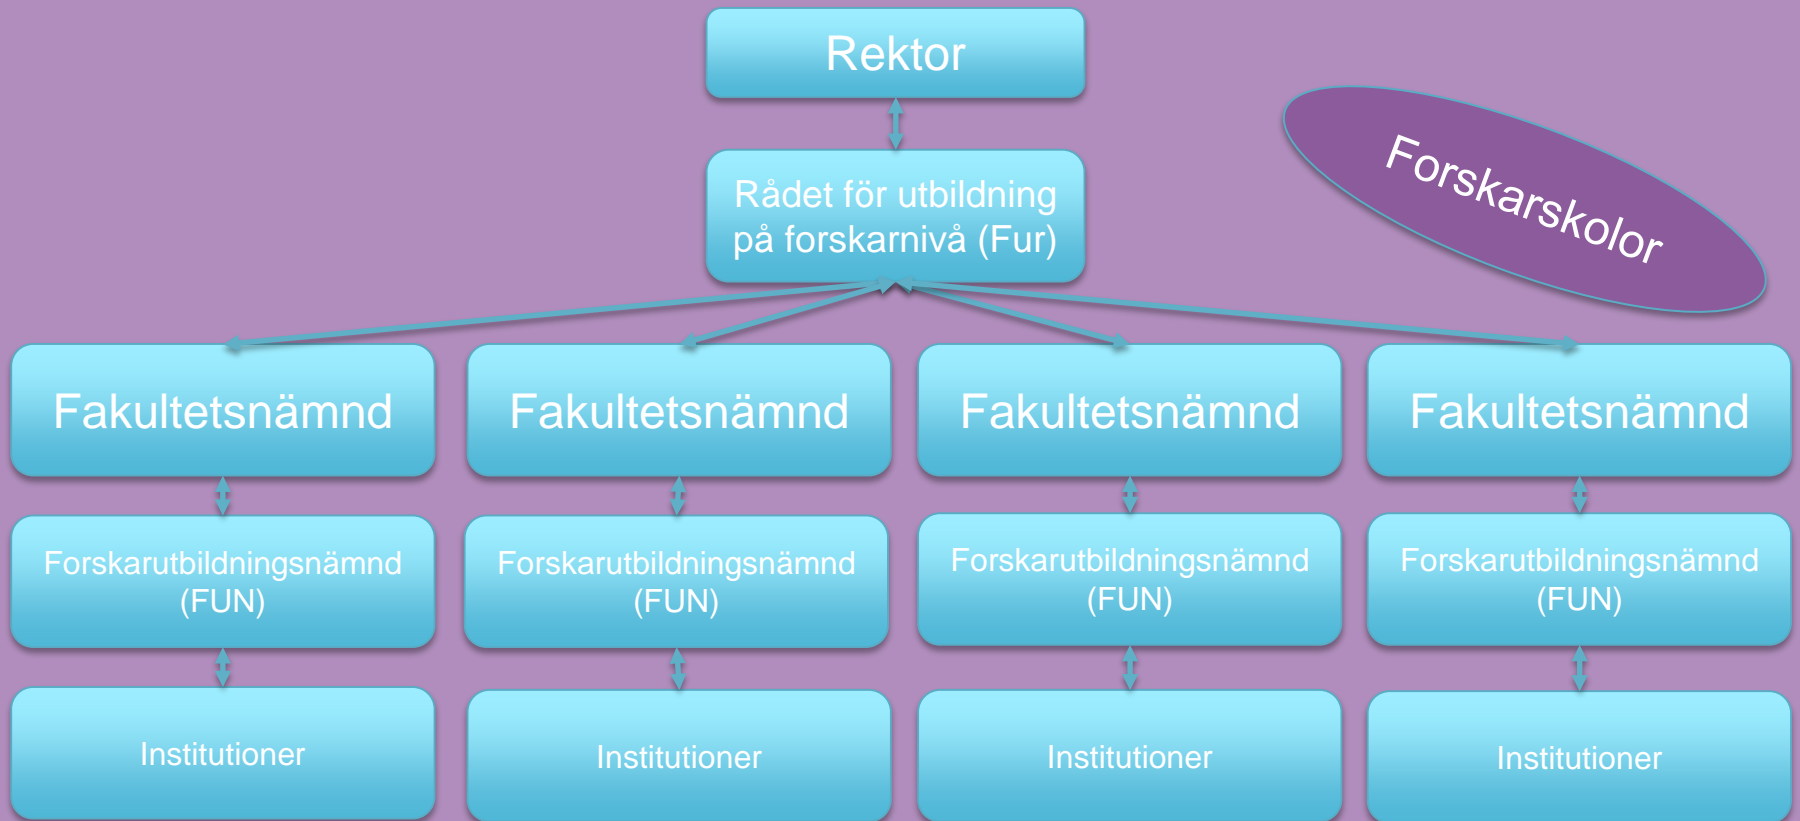 Rektor
Rådet för utbildning
på forskarnivå (Fur)
Forskarskolor
Fakultetsnämnd
Fakultetsnämnd
Fakultetsnämnd
Fakultetsnämnd
Forskarutbildningsnämnd
(FUN)
Forskarutbildningsnämnd
(FUN)
Forskarutbildningsnämnd
(FUN)
Forskarutbildningsnämnd
(FUN)
Institutioner
Institutioner
Institutioner
Institutioner